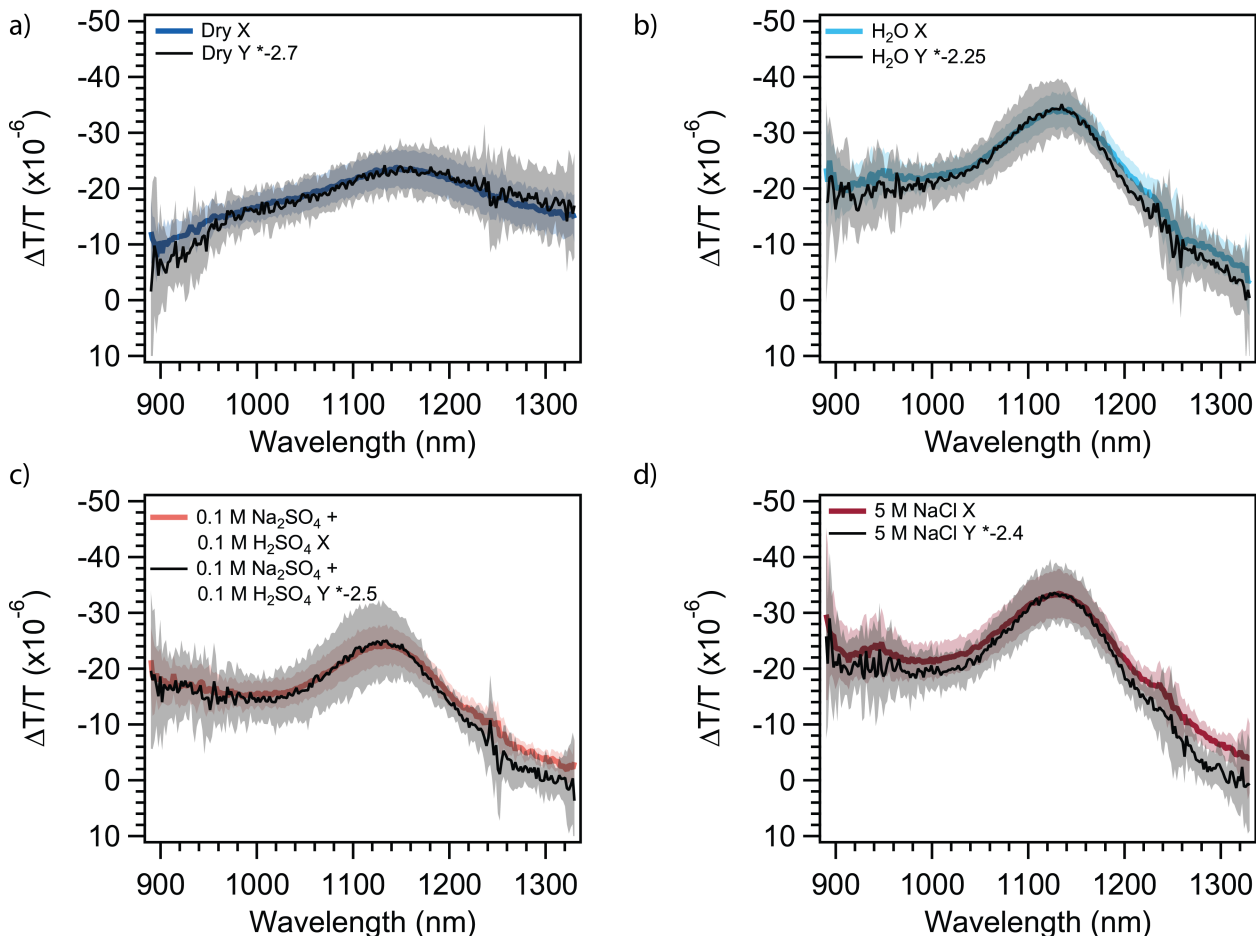 a)
-50
-40
-30
-20
-10
0
10
ΔT/T (x10⁻⁶)
Dry X
Dry Y *-2.7
900 1000 1100 1200 1300
Wavelength (nm)
b)
-50
-40
-30
-20
-10
0
10
ΔT/T (x10⁻⁶)
H₂O X
H₂O Y *-2.25
900 1000 1100 1200 1300
Wavelength (nm)
c)
-50
-40
-30
-20
-10
0
10
ΔT/T (x10⁻⁶)
0.1 M Na₂SO₄ +
0.1 M H₂SO₄ X
0.1 M Na₂SO₄ +
0.1 M H₂SO₄ Y *-2.5
900 1000 1100 1200 1300
Wavelength (nm)
d)
-50
-40
-30
-20
-10
0
10
ΔT/T (x10⁻⁶)
5 M NaCl X
5 M NaCl Y *-2.4
900 1000 1100 1200 1300
Wavelength (nm)